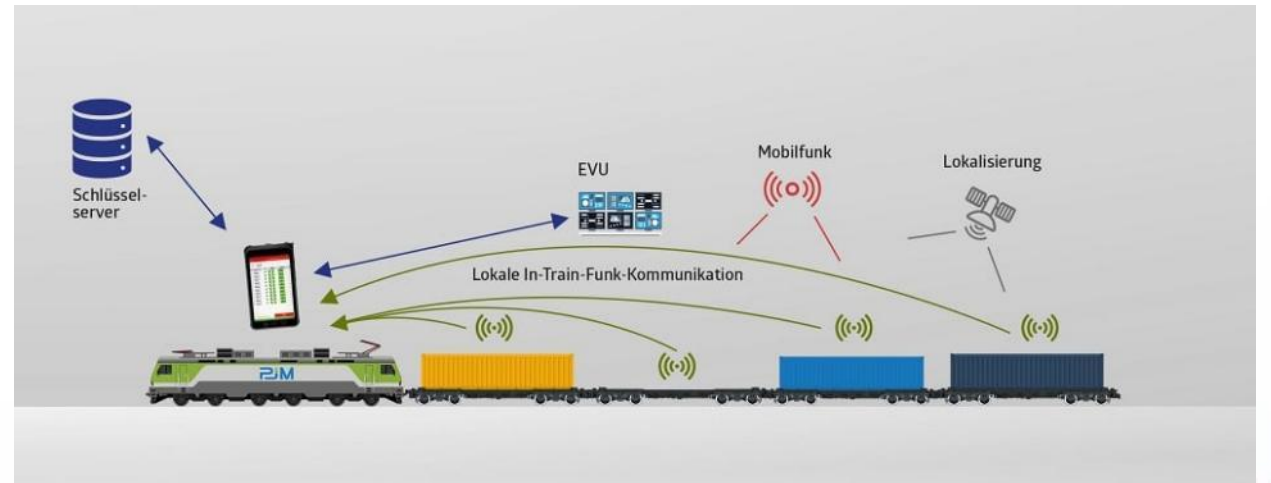 Schlüssel-
server
EVU
Mobilfunk
Lokalisierung
Lokale In-Train-Funk-Kommunikation
PJM